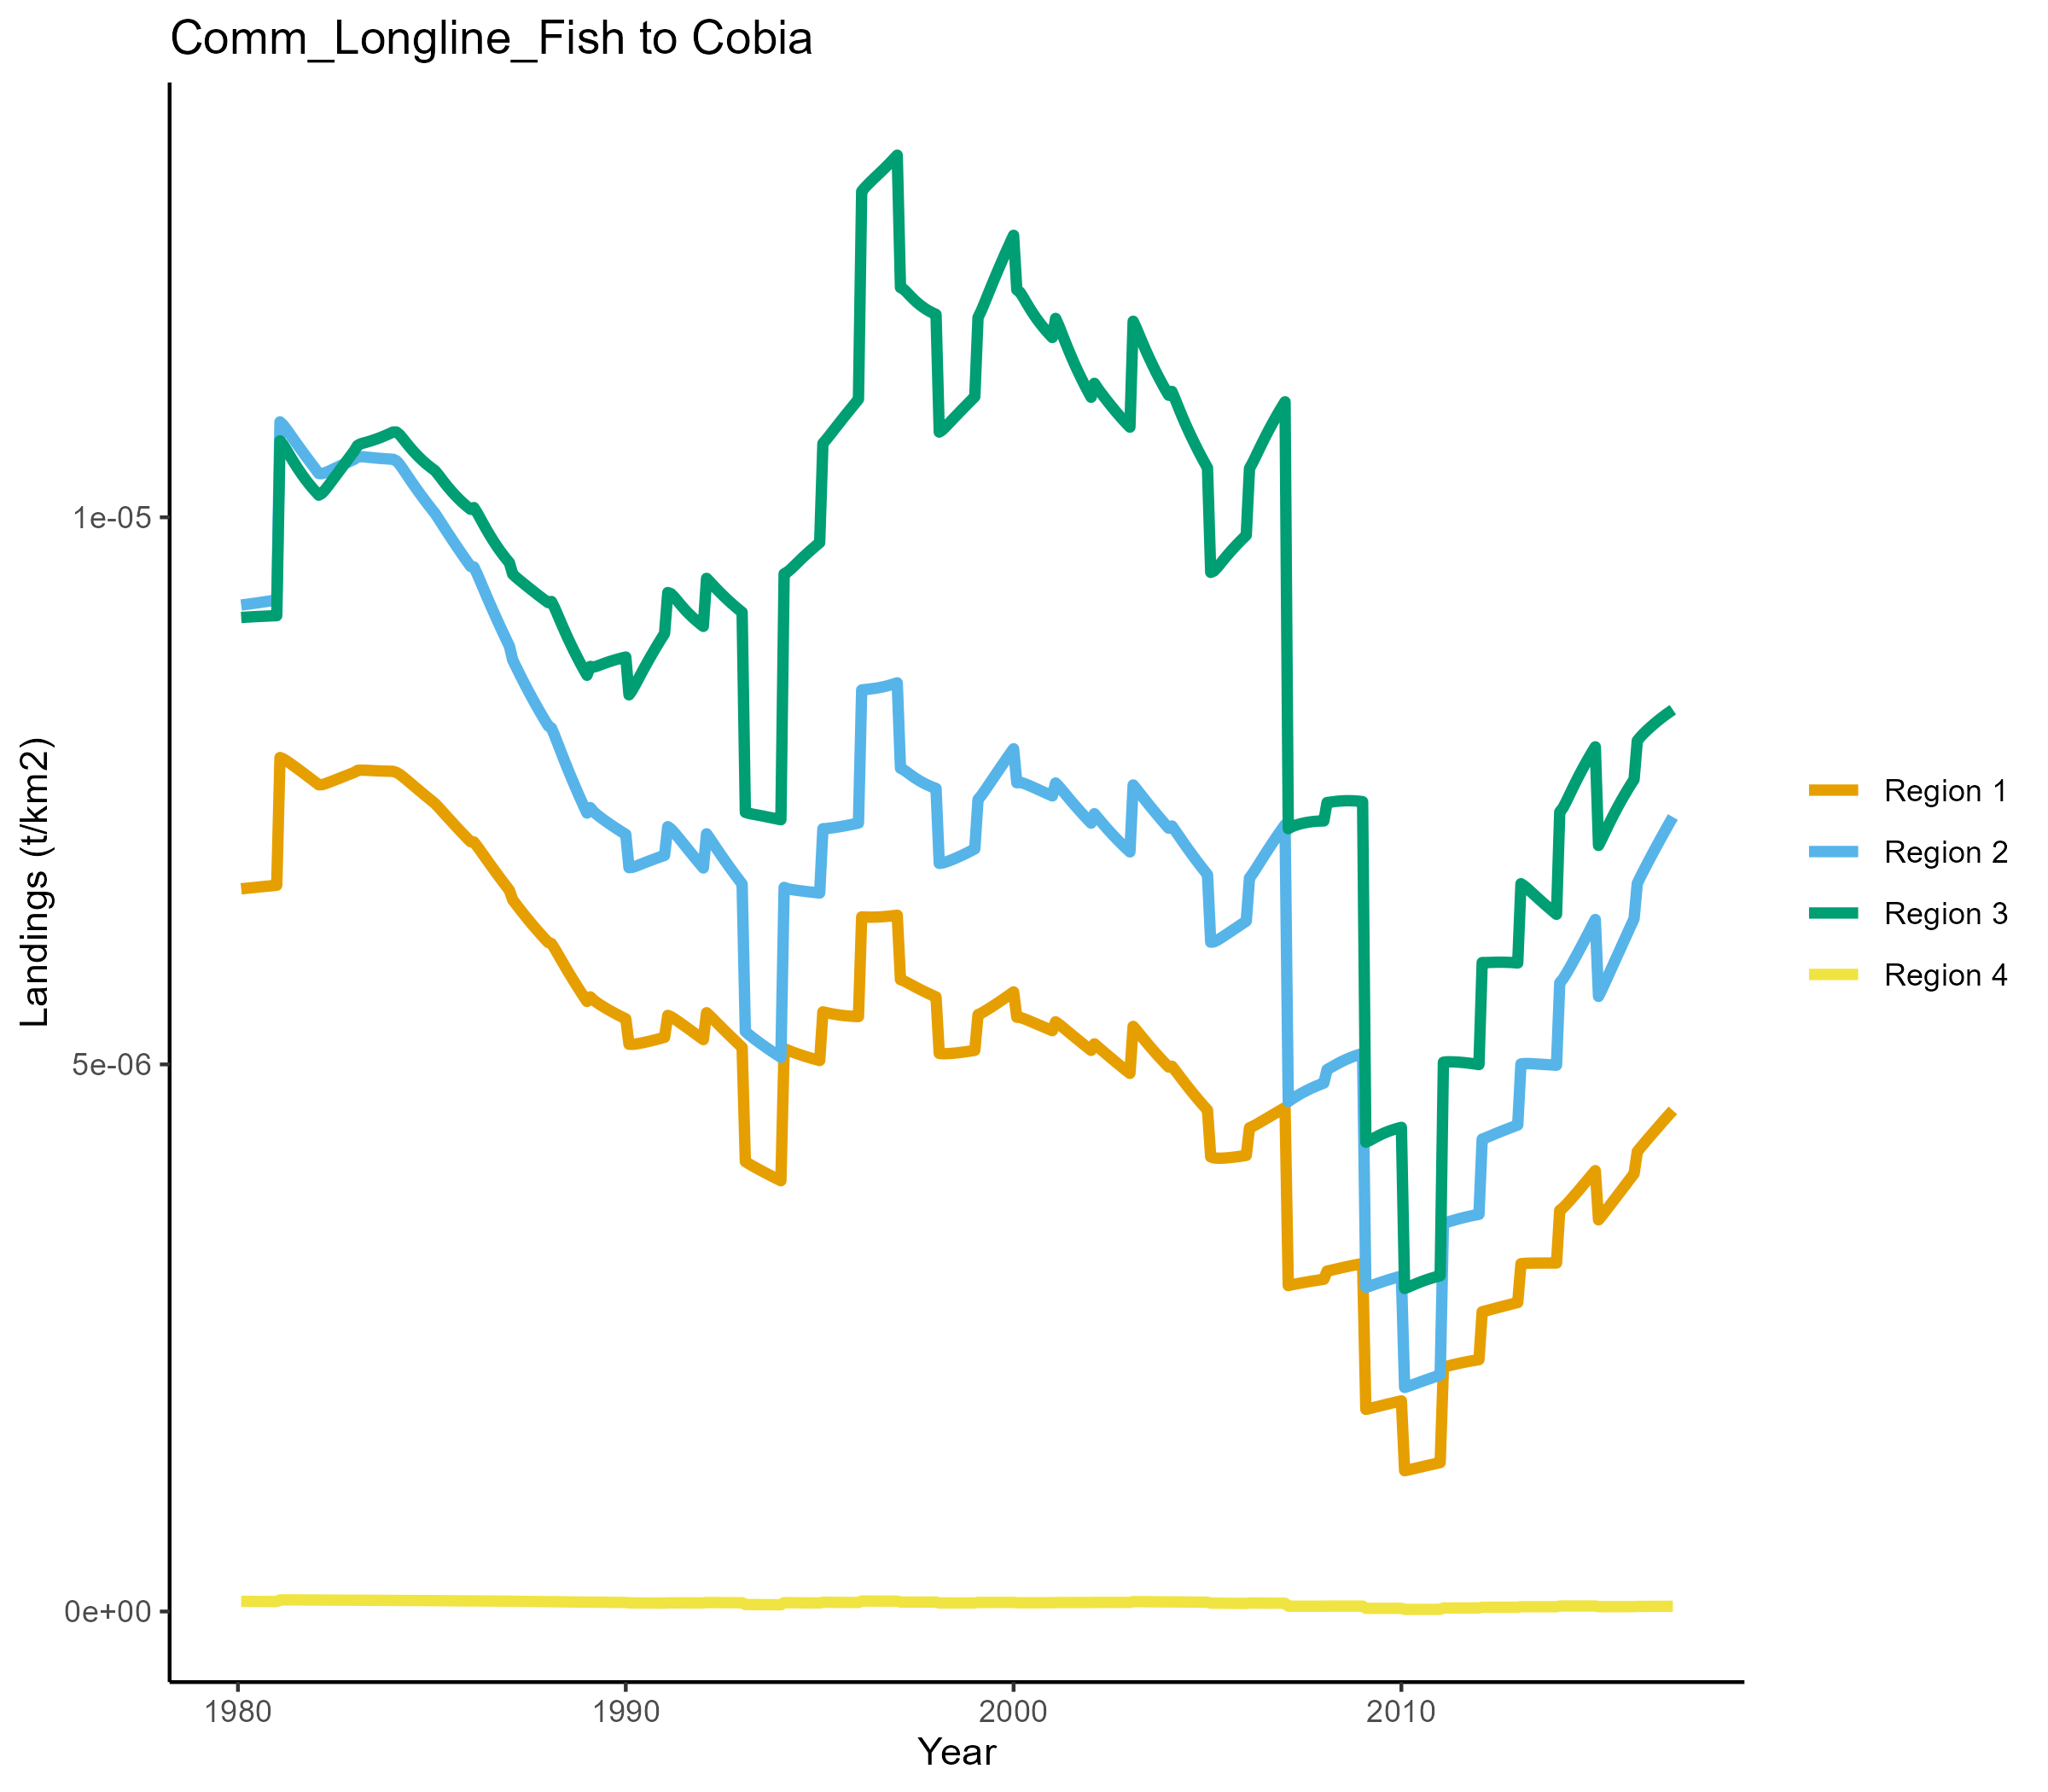 Comm_Longline_Fish to Cobia
Landings (t/km2)
1e-05
5e-06
0e+00
1980
1990
2000
2010
Year
Region 1
Region 2
Region 3
Region 4